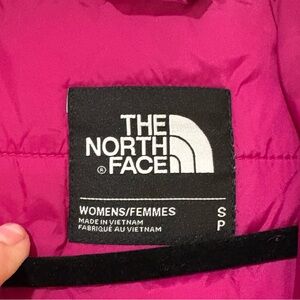 THE
NORTH
® FACE
WOMENS/FEMMES S
MADE IN VIETNAM P
FABRIQUÉ AU VIETNAM